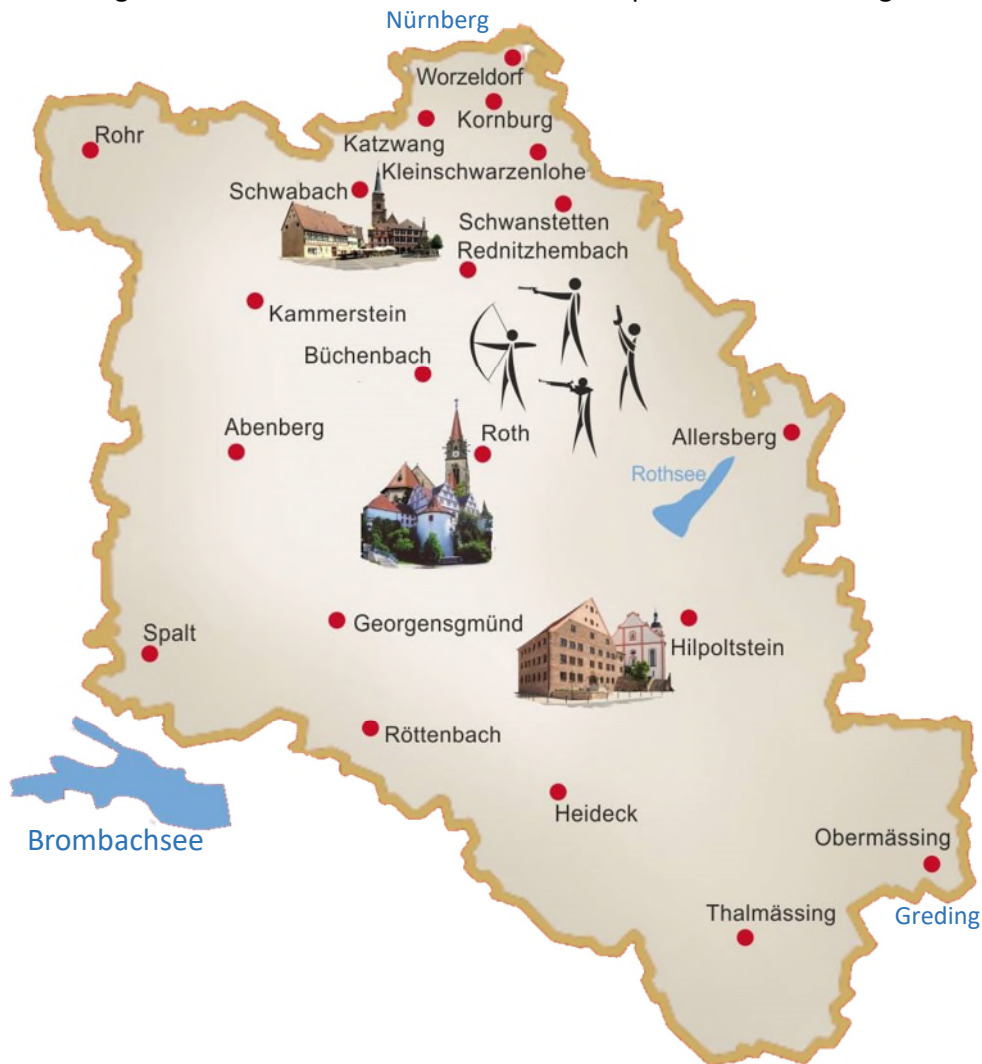 Nürnberg
Worzeldorf
Kornburg
Rohr
Katzwang
Kleinschwarzenlohe
Schwabach
Schwanstetten
Rednitzhembach
Kammerstein
Büchenbach
Abenberg
Roth
Allersberg
Rothsee
Georgensgmünd
Spalt
Hilpoltstein
Röttenbach
Heideck
Brombachsee
Obermässing
Thalmässing
Greding